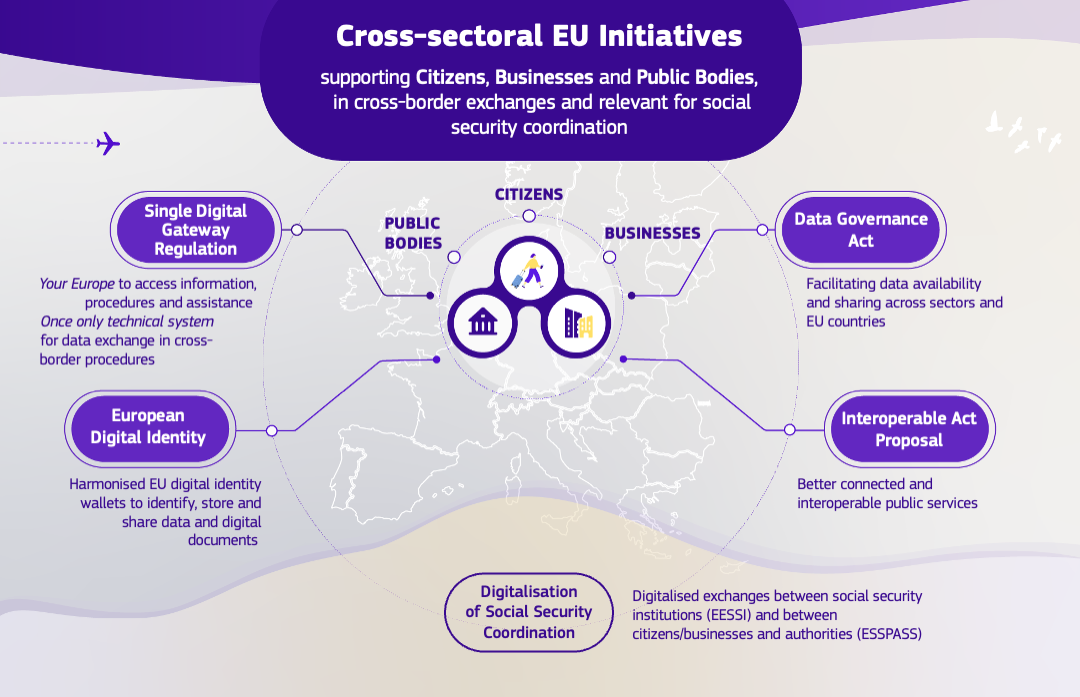 Cross-sectoral EU Initiatives
supporting Citizens, Businesses and Public Bodies,
in cross-border exchanges and relevant for social
security coordination
CITIZENS
PUBLIC
BODIES
BUSINESSES
Single Digital
Gateway
Regulation
Your Europe to access information,
procedures and assistance
Once only technical system
for data exchange in cross-
border procedures
Data Governance
Act
Facilitating data availability
and sharing across sectors and
EU countries
European
Digital Identity
Harmonised EU digital identity
wallets to identify, store and
share data and digital
documents
Interoperable Act
Proposal
Better connected and
interoperable public services
Digitalisation
of Social Security
Coordination
Digitalised exchanges between social security
institutions (EESSI) and between
citizens/businesses and authorities (ESSPASS)